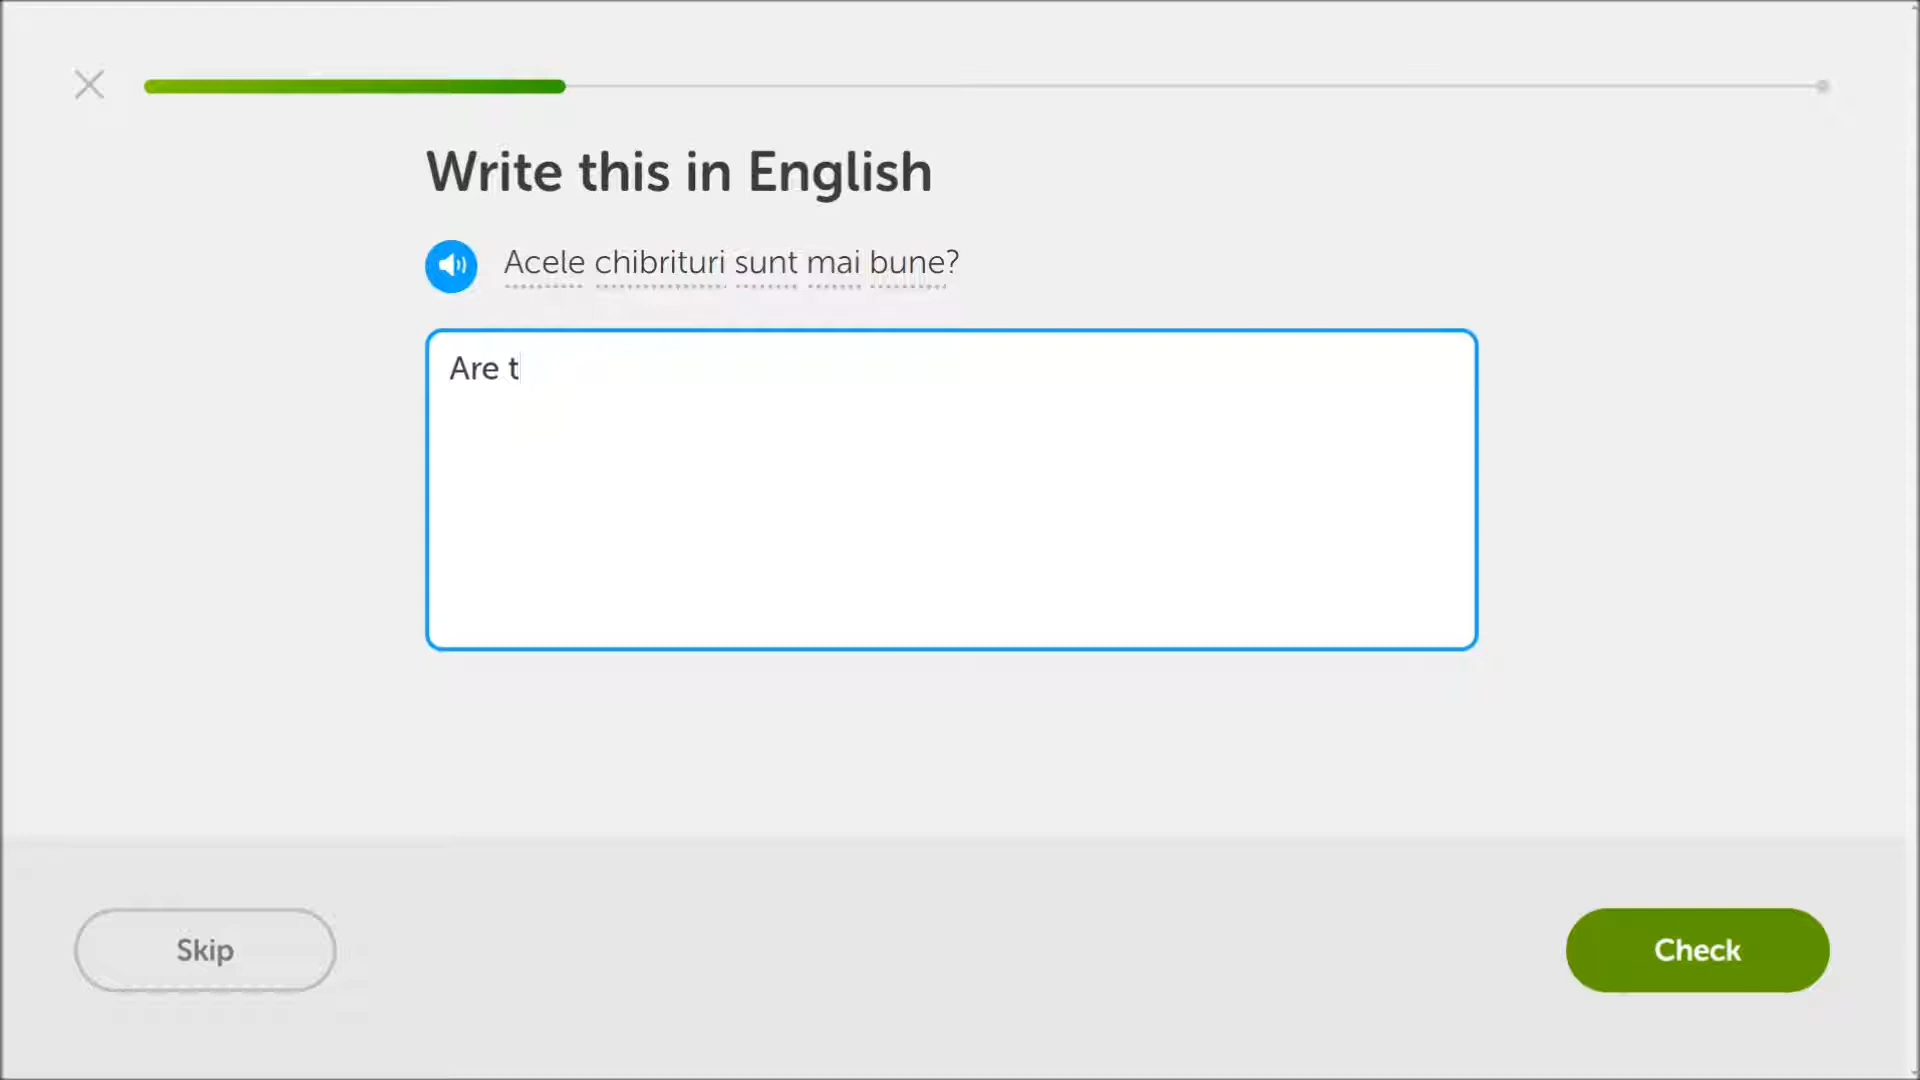 Write this in English
Acele chibrituri sunt mai bune?
Are t
Skip
Check